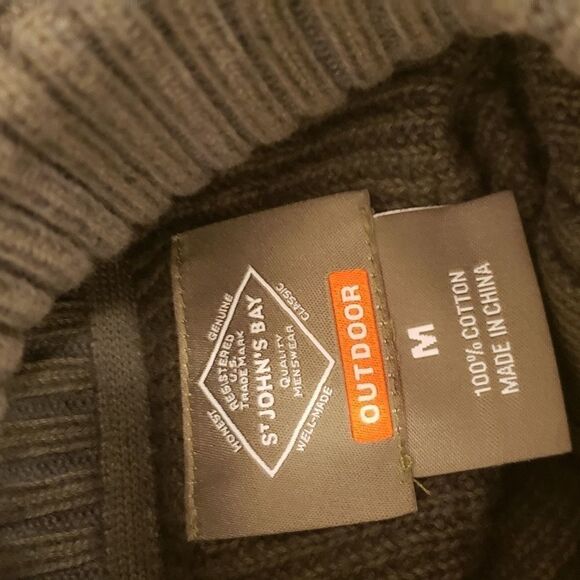 GENUINE
CLASSIC
REGISTERED
U.S.
TRADE MARK
ST JOHN'S BAY
QUALITY
MENSWEAR
HONEST
WELL-MADE
OUTDOOR
M
100% COTTON
MADE IN CHINA